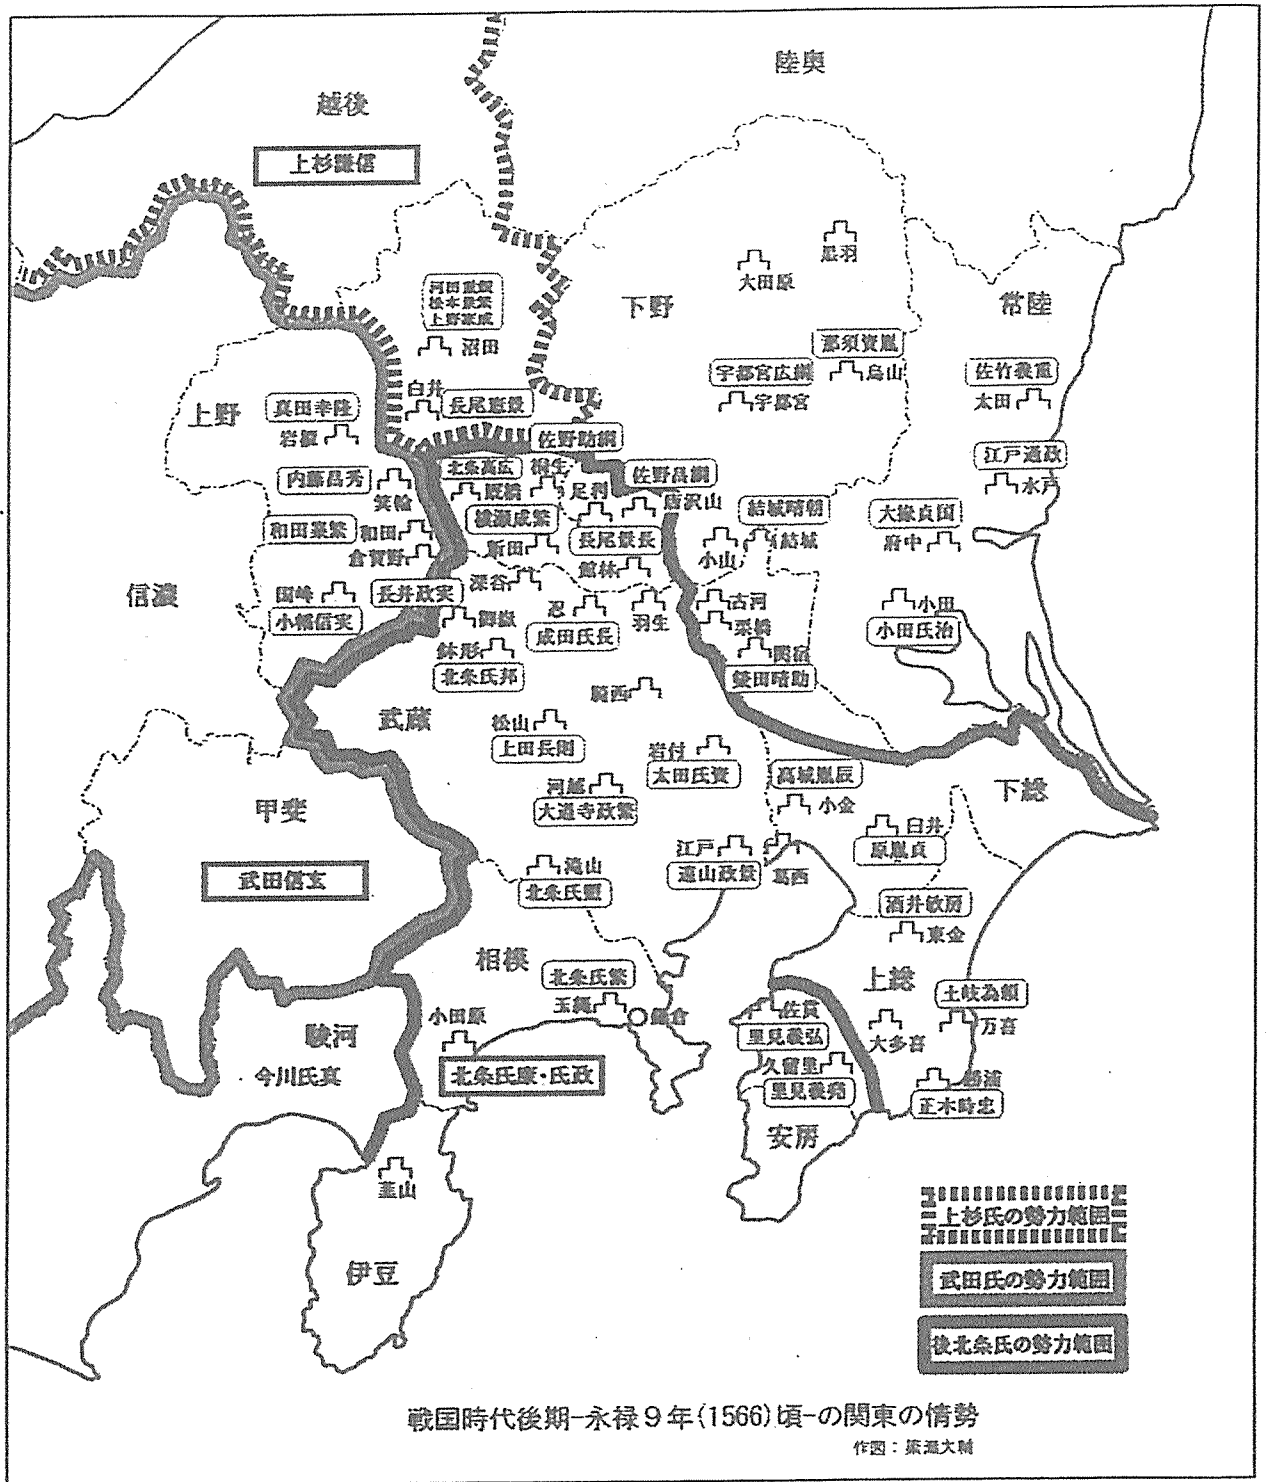 陸奥
越後
上杉謙信
黒羽
大田原
下野
常陸
河田重親
松本景繁
上野家成
沼田
那須資胤
烏山
宇都宮広綱
宇都宮
佐竹義重
太田
上野
真田幸隆
岩櫃
白井
長尾憲景
佐野助綱
江戸通政
水戸
内藤昌秀
箕輪
北条高広
厩橋
桐生
足利
佐野昌綱
唐沢山
結城晴朝
結城
大掾貞国
府中
和田業繁
和田
倉賀野
横瀬成繁
新田
長尾景長
館林
小山
信濃
国峰
小幡信実
長井政実
御嶽
深谷
忍
成田氏長
羽生
古河
栗橋
関宿
簗田晴助
小田
小田氏治
鉢形
北条氏邦
騎西
武蔵
松山
上田長則
岩付
太田氏資
高城胤辰
小金
下総
甲斐
河越
大道寺政繁
臼井
原胤貞
武田信玄
滝山
北条氏照
江戸
遠山政景
葛西
酒井敏房
東金
相模
北条氏繁
玉縄
鎌倉
上総
土岐為頼
万喜
駿河
今川氏真
小田原
北条氏康・氏政
佐貫
里見義弘
久留里
里見義堯
大多喜
勝浦
正木時忠
安房
韮山
伊豆
上杉氏の勢力範囲
武田氏の勢力範囲
後北条氏の勢力範囲
戦国時代後期-永禄9年(1566)頃-の関東の情勢
作図:簗瀬大輔